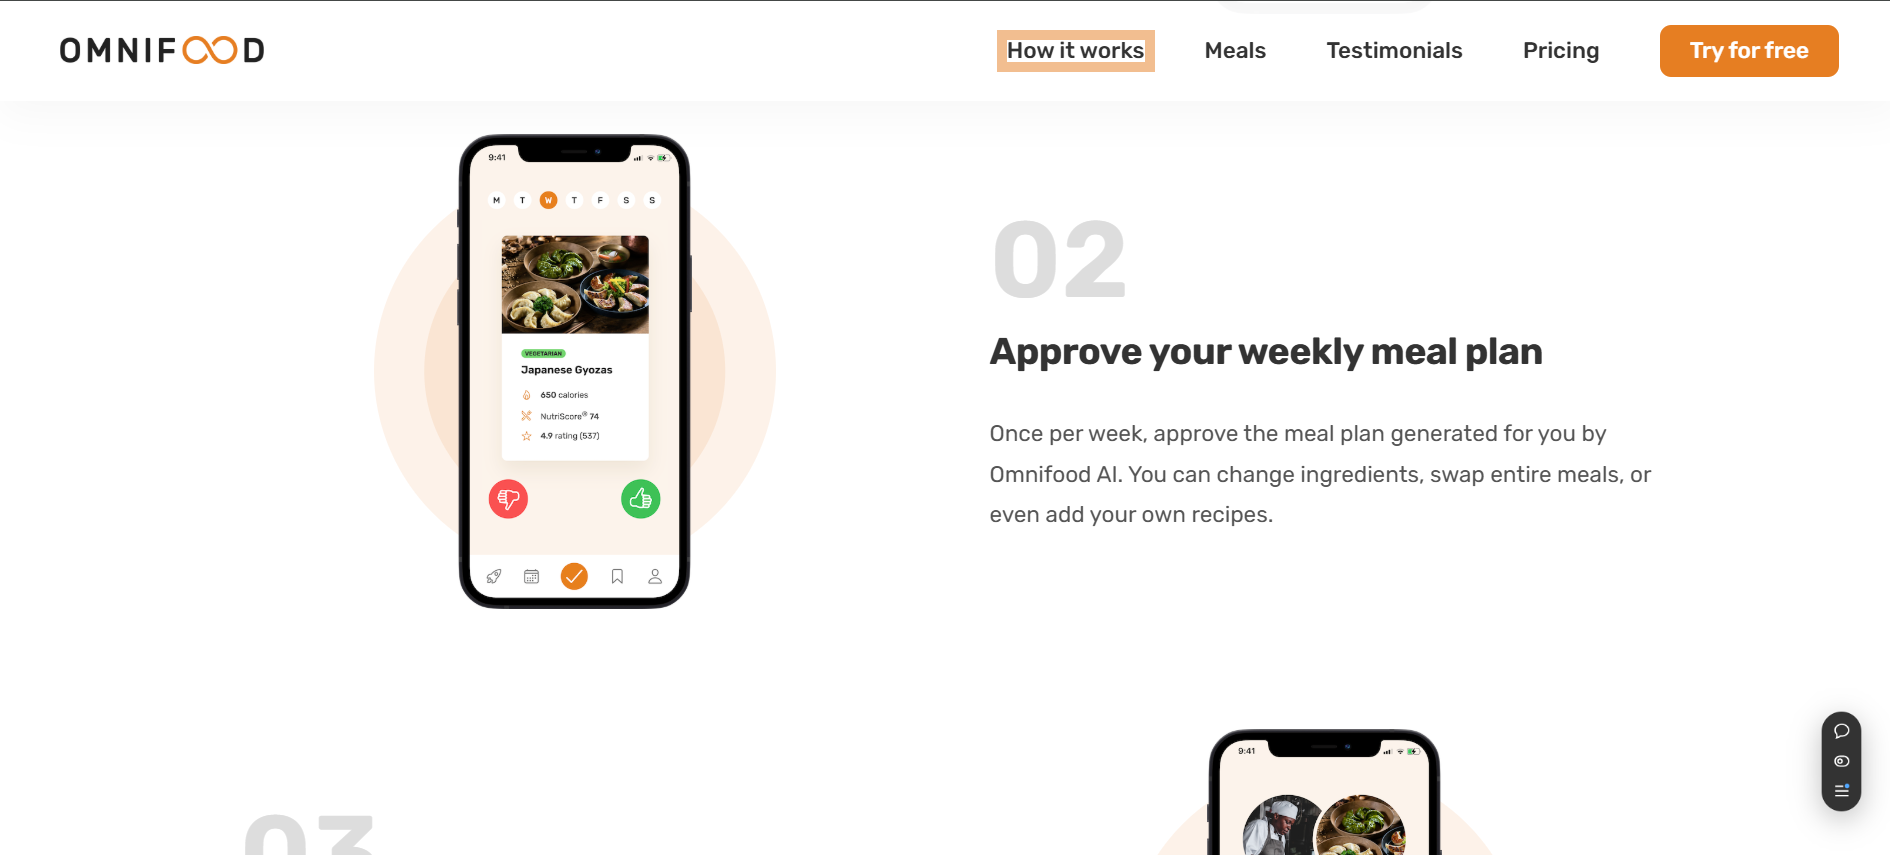 OMNIFOOD
How it works
Meals
Testimonials
Pricing
Try for free
9:41
M T W T F S S
VEGETARIAN
Japanese Gyozas
650 calories
NutriScore® 74
4.9 rating (537)
02
Approve your weekly meal plan
Once per week, approve the meal plan generated for you by
Omnifood AI. You can change ingredients, swap entire meals, or
even add your own recipes.
03
9:41